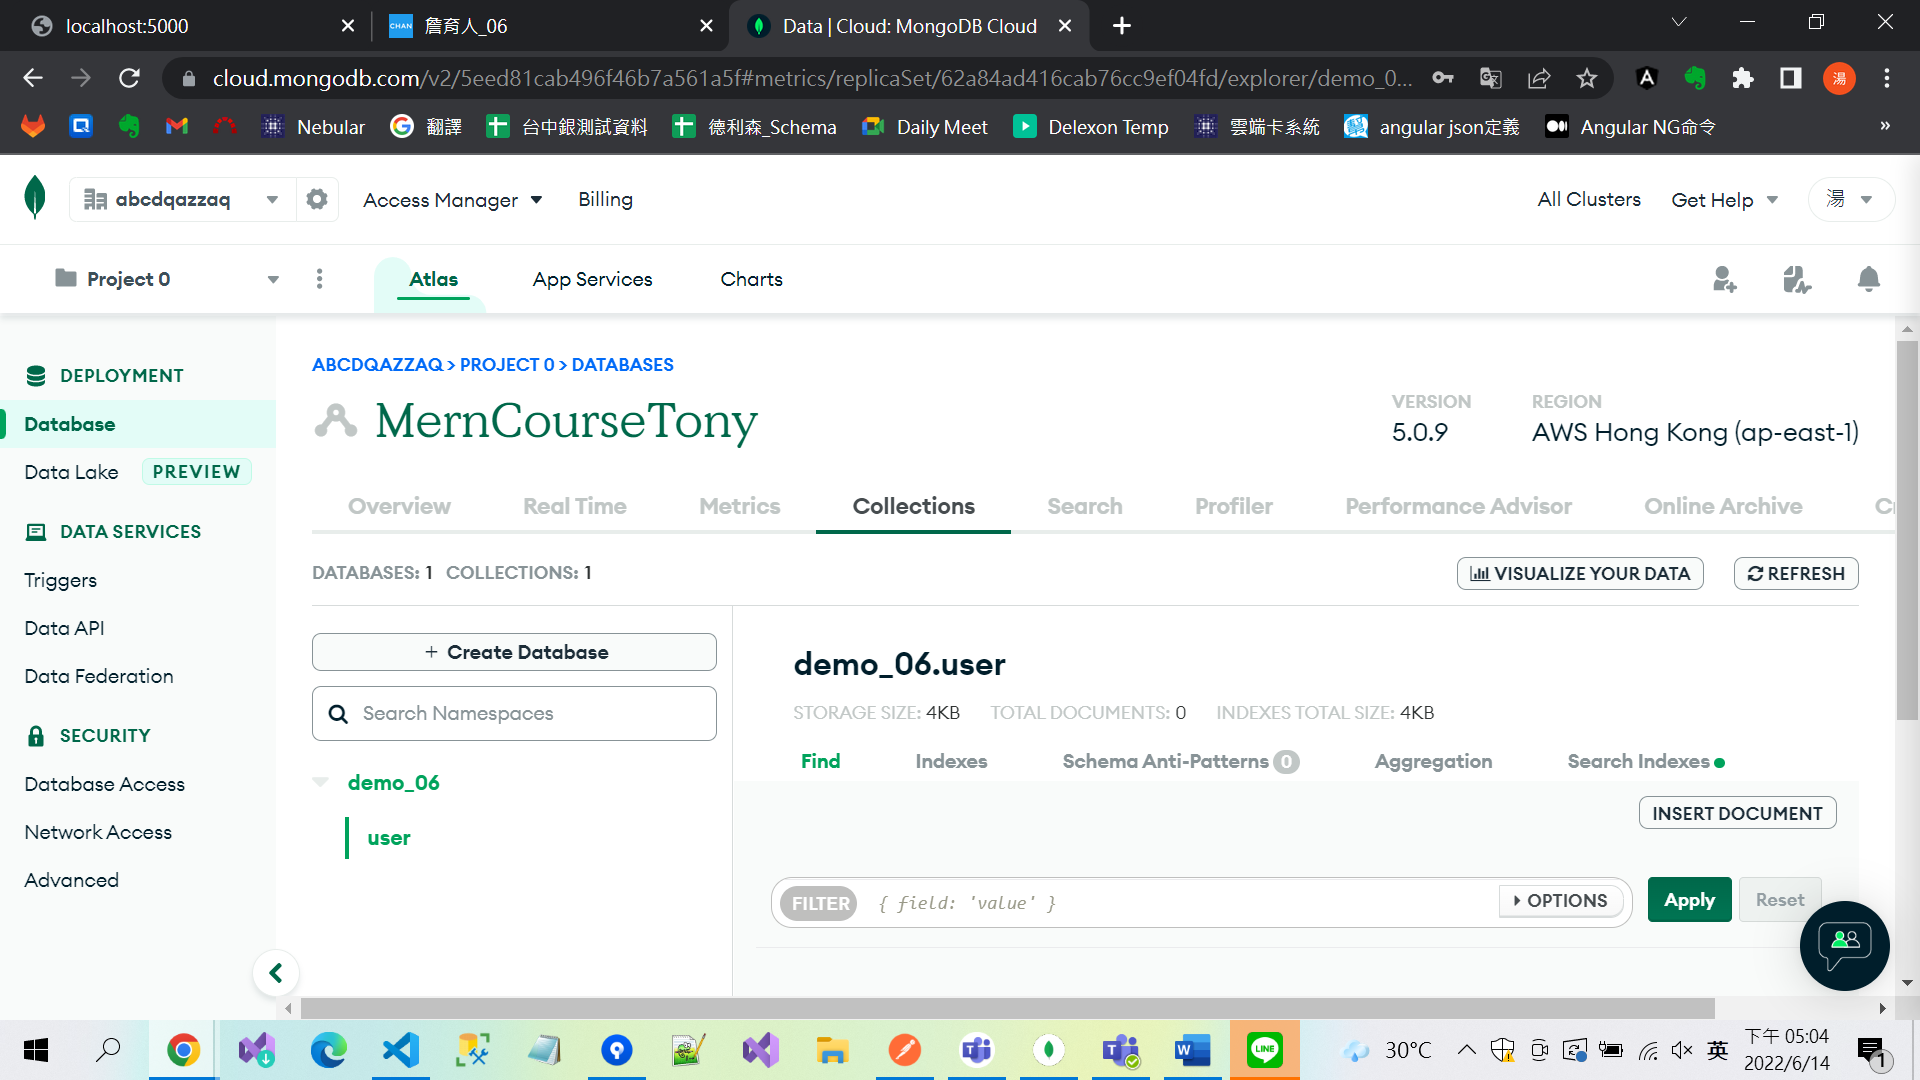 localhost:5000
CHAN 詹育人_06
Data | Cloud: MongoDB Cloud
cloud.mongodb.com/v2/5eed81cab496f46b7a561a5f#metrics/replicaSet/62a84ad416cab76cc9ef04fd/explorer/demo_0...
湯
Nebular
翻譯
台中銀測試資料
德利森_Schema
Daily Meet
Delexon Temp
雲端卡系統
angular json定義
Angular NG命令
»
abcdqazzaq
Access Manager
Billing
All Clusters
Get Help
湯
Project 0
Atlas
App Services
Charts
DEPLOYMENT
Database
Data Lake PREVIEW
DATA SERVICES
Triggers
Data API
Data Federation
SECURITY
Database Access
Network Access
Advanced
ABCDQAZZAQ > PROJECT 0 > DATABASES
MernCourseTony
VERSION
5.0.9
REGION
AWS Hong Kong (ap-east-1)
Overview
Real Time
Metrics
Collections
Search
Profiler
Performance Advisor
Online Archive
DATABASES: 1 COLLECTIONS: 1
VISUALIZE YOUR DATA
REFRESH
+ Create Database
Search Namespaces
demo_06
user
demo_06.user
STORAGE SIZE: 4KB TOTAL DOCUMENTS: 0 INDEXES TOTAL SIZE: 4KB
Find
Indexes
Schema Anti-Patterns 0
Aggregation
Search Indexes
INSERT DOCUMENT
FILTER { field: 'value' }
OPTIONS
Apply
Reset
LINE
30°C
英
下午 05:04
2022/6/14
1